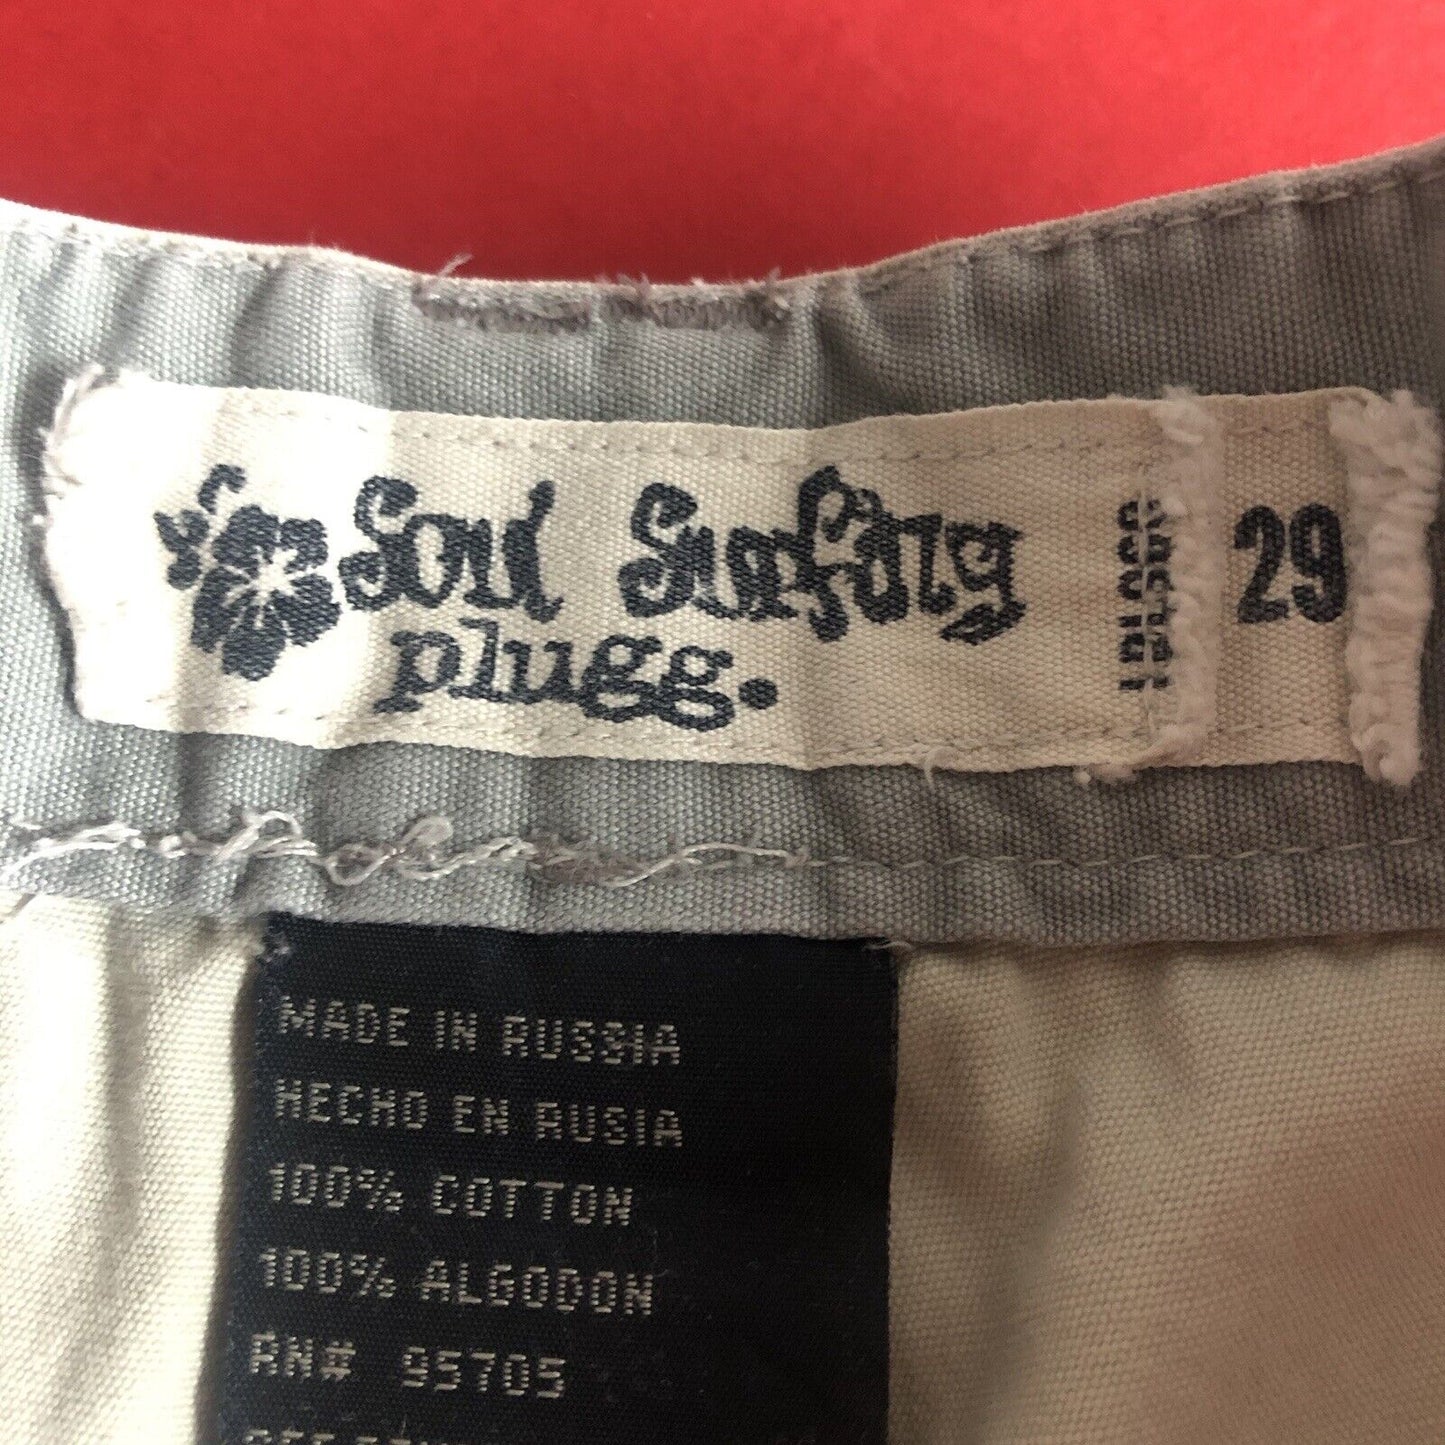 Soul Surfing
plugg.
29
MADE IN RUSSIA
HECHO EN RUSIA
100% COTTON
100% ALGODON
RN# 95705